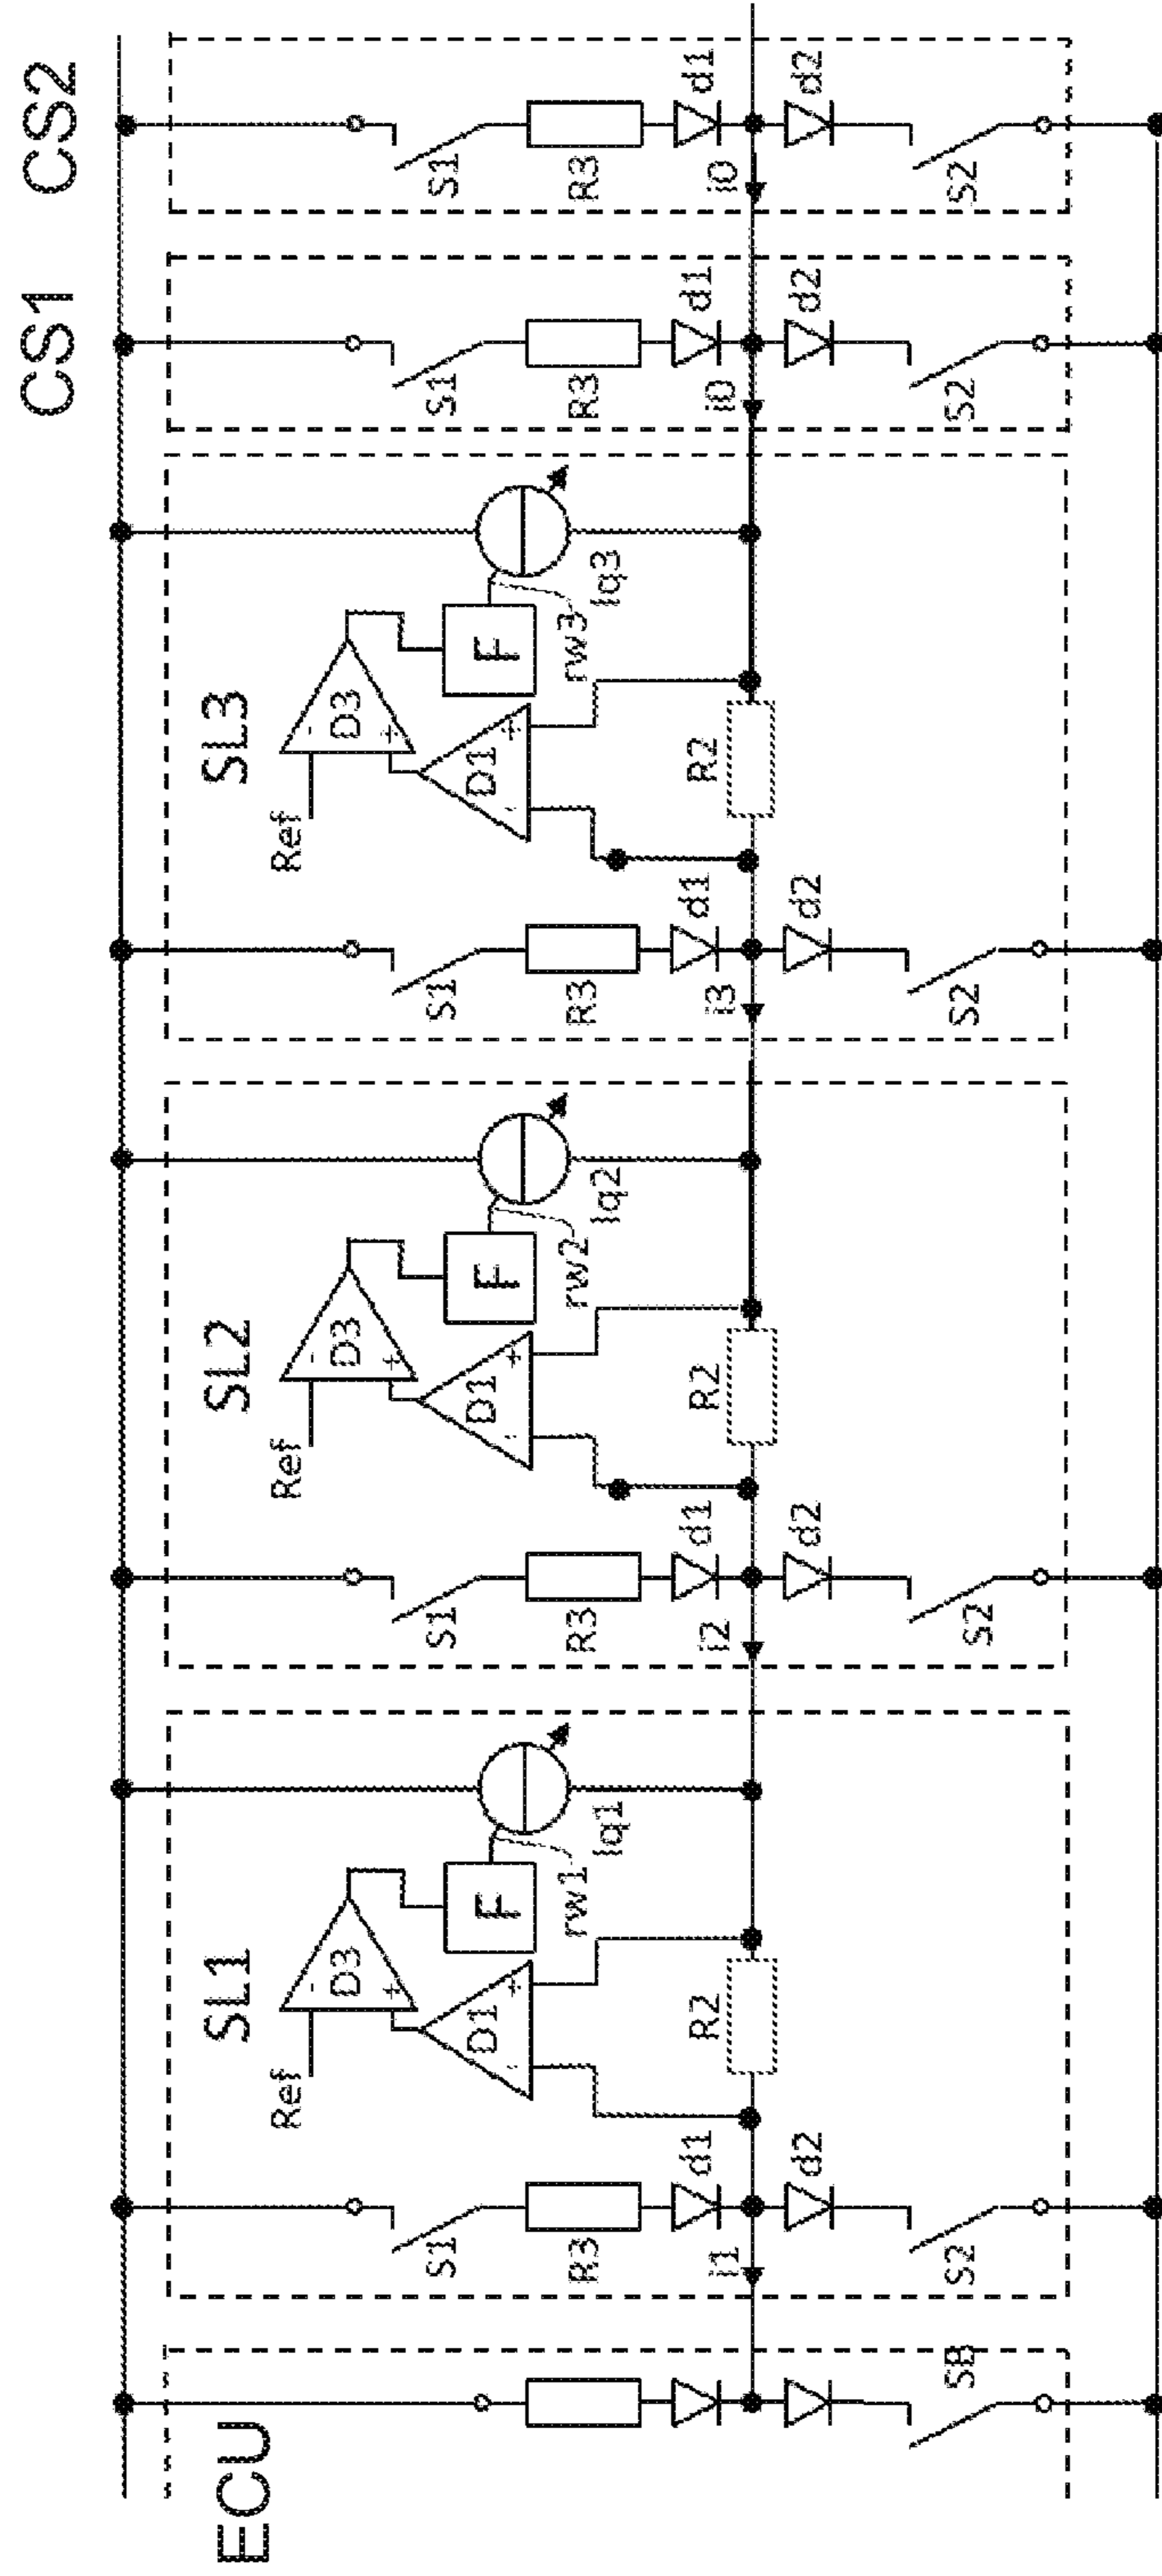 ECU
SB
SL1
Ref
D3
-
+
D1
-
+
F
rw1
Iq1
S1
R3
d1
R2
i1
d2
S2
SL2
Ref
D3
-
+
D1
-
+
F
rw2
Iq2
S1
R3
d1
R2
i2
d2
S2
SL3
Ref
D3
-
+
D1
-
+
F
rw3
Iq3
S1
R3
d1
R2
i3
d2
S2
CS1
S1
R3
d1
i0
d2
S2
CS2
S1
R3
d1
i0
d2
S2